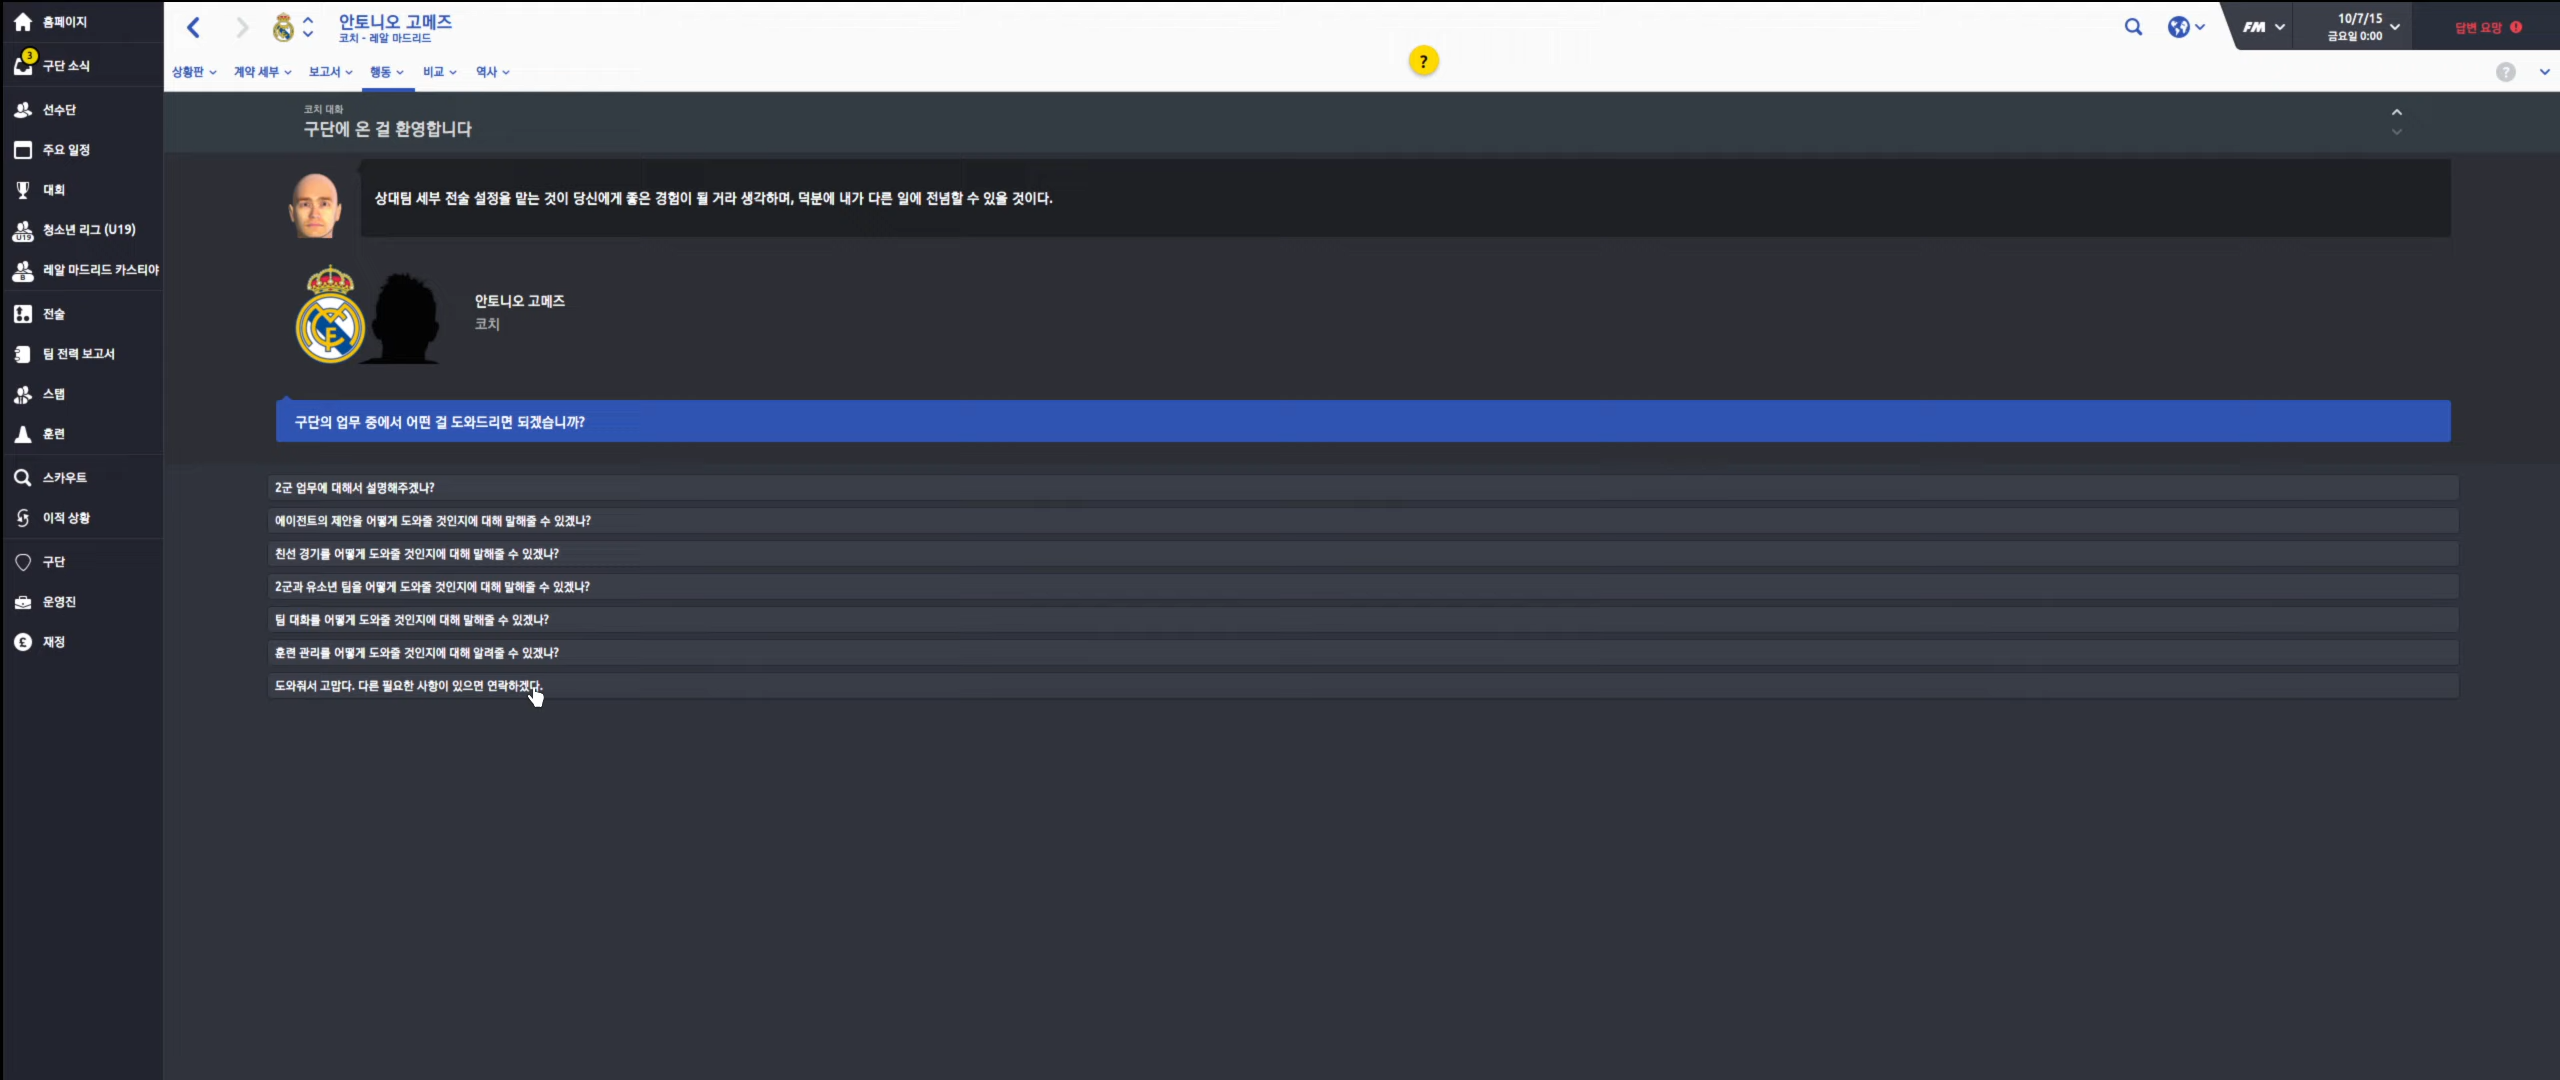 홈페이지
3
구단 소식
선수단
주요 일정
대회
청소년 리그 (U19)
레알 마드리드 카스티야
전술
팀 전력 보고서
스탭
훈련
스카우트
이적 상황
구단
운영진
재정
안토니오 고메즈
코치 - 레알 마드리드
FM
10/7/15
금요일 0:00
답변 요망
상황판
계약 세부
보고서
행동
비교
역사
?
?
코치 대화
구단에 온 걸 환영합니다
상대팀 세부 전술 설정을 맡는 것이 당신에게 좋은 경험이 될 거라 생각하며, 덕분에 내가 다른 일에 전념할 수 있을 것이다.
안토니오 고메즈
코치
구단의 업무 중에서 어떤 걸 도와드리면 되겠습니까?
2군 업무에 대해서 설명해주겠나?
에이전트의 제안을 어떻게 도와줄 것인지에 대해 말해줄 수 있겠나?
친선 경기를 어떻게 도와줄 것인지에 대해 말해줄 수 있겠나?
2군과 유소년 팀을 어떻게 도와줄 것인지에 대해 말해줄 수 있겠나?
팀 대화를 어떻게 도와줄 것인지에 대해 말해줄 수 있겠나?
훈련 관리를 어떻게 도와줄 것인지에 대해 알려줄 수 있겠나?
도와줘서 고맙다. 다른 필요한 사항이 있으면 연락하겠다.